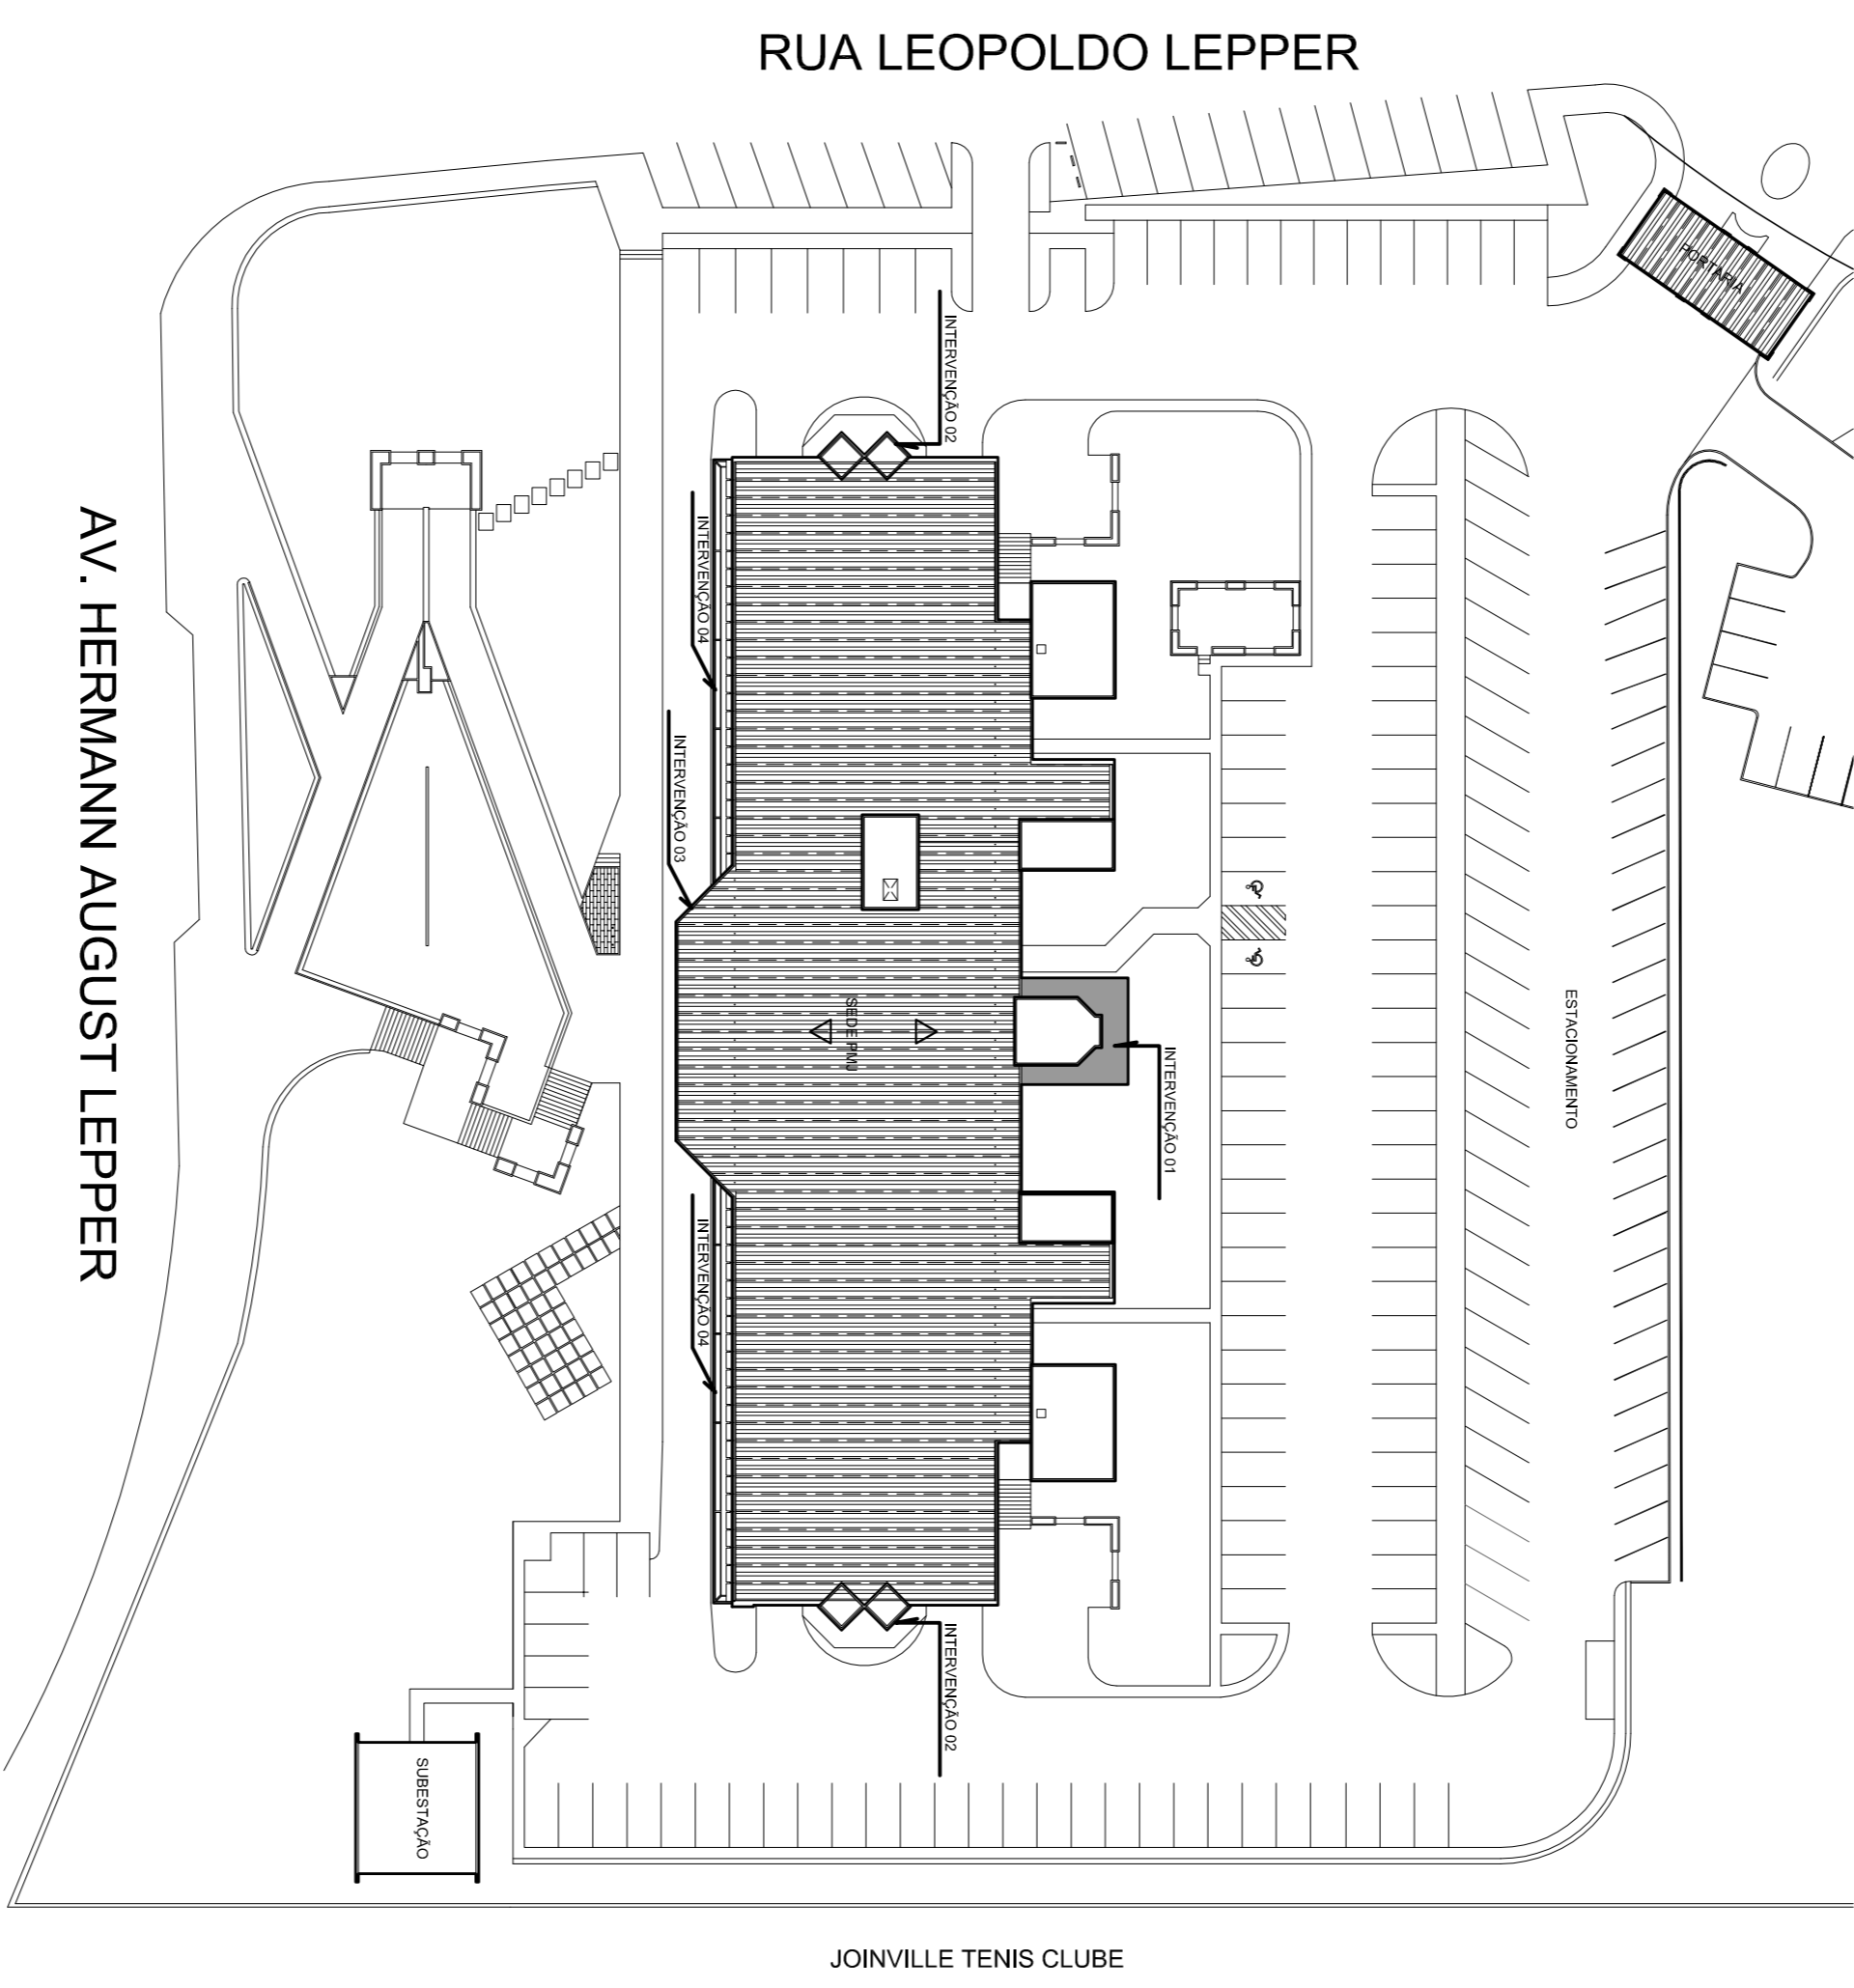 RUA LEOPOLDO LEPPER
PORTARIA
INTERVENÇÃO 02
INTERVENÇÃO 04
INTERVENÇÃO 03
AV. HERMANN AUGUST LEPPER
SEDE PMJ
INTERVENÇÃO 01
ESTACIONAMENTO
INTERVENÇÃO 04
INTERVENÇÃO 02
SUBESTAÇÃO
JOINVILLE TENIS CLUBE